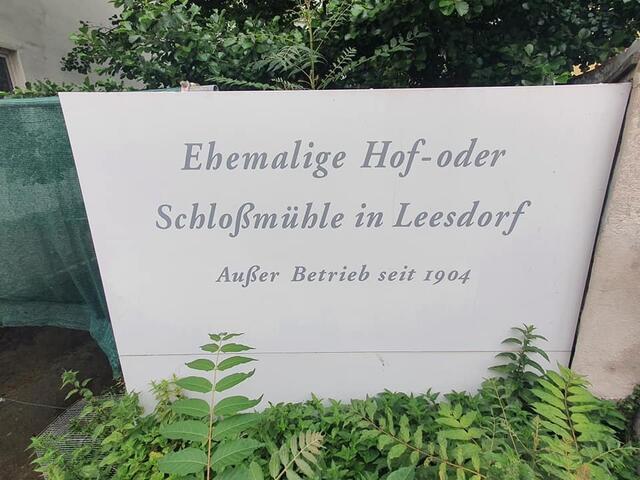 Ehemalige Hof-oder
Schloßmühle in Leesdorf
Außer Betrieb seit 1904